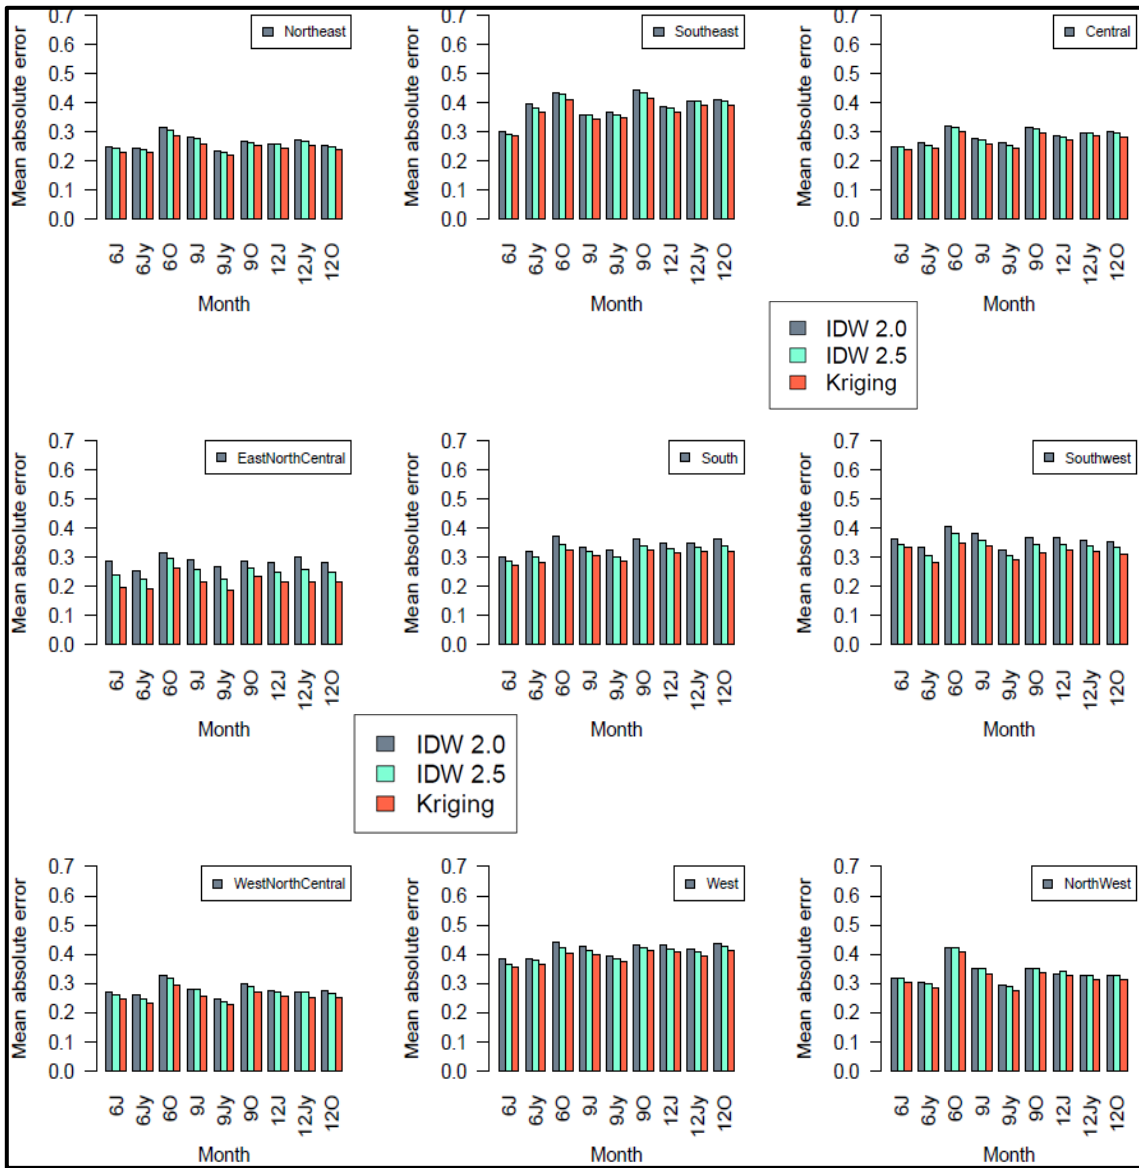 Mean absolute error
0.7
0.6
0.5
0.4
0.3
0.2
0.1
0.0
Northeast
6J
6Jy
6O
9J
9Jy
9O
12J
12Jy
12O
Month
Mean absolute error
0.7
0.6
0.5
0.4
0.3
0.2
0.1
0.0
Southeast
6J
6Jy
6O
9J
9Jy
9O
12J
12Jy
12O
Month
Mean absolute error
0.7
0.6
0.5
0.4
0.3
0.2
0.1
0.0
Central
6J
6Jy
6O
9J
9Jy
9O
12J
12Jy
12O
Month
IDW 2.0
IDW 2.5
Kriging
Mean absolute error
0.7
0.6
0.5
0.4
0.3
0.2
0.1
0.0
EastNorthCentral
6J
6Jy
6O
9J
9Jy
9O
12J
12Jy
12O
Month
Mean absolute error
0.7
0.6
0.5
0.4
0.3
0.2
0.1
0.0
South
6J
6Jy
6O
9J
9Jy
9O
12J
12Jy
12O
Month
Mean absolute error
0.7
0.6
0.5
0.4
0.3
0.2
0.1
0.0
Southwest
6J
6Jy
6O
9J
9Jy
9O
12J
12Jy
12O
Month
IDW 2.0
IDW 2.5
Kriging
Mean absolute error
0.7
0.6
0.5
0.4
0.3
0.2
0.1
0.0
WestNorthCentral
6J
6Jy
6O
9J
9Jy
9O
12J
12Jy
12O
Month
Mean absolute error
0.7
0.6
0.5
0.4
0.3
0.2
0.1
0.0
West
6J
6Jy
6O
9J
9Jy
9O
12J
12Jy
12O
Month
Mean absolute error
0.7
0.6
0.5
0.4
0.3
0.2
0.1
0.0
NorthWest
6J
6Jy
6O
9J
9Jy
9O
12J
12Jy
12O
Month